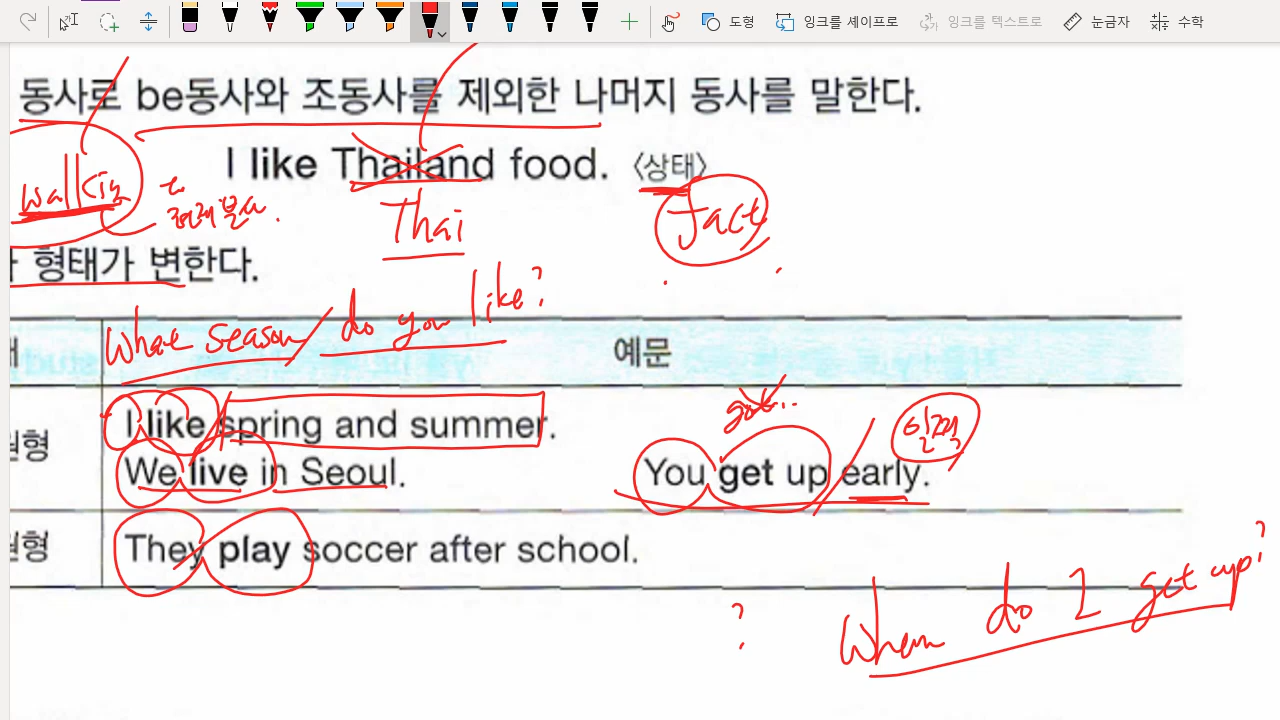 도형 잉크를 셰이프로 잉크를 텍스트로 눈금자 수학
동사로 be동사와 조동사를 제외한 나머지 동사를 말한다.
I like Thailand food. 〈상태〉
Thai
fact
형태가 변한다.
What season / do you like?
예문
I like spring and summer.
원형
일찍
We live in Seoul.
You get up early.
원형
They play soccer after school.
When do I get up?
?